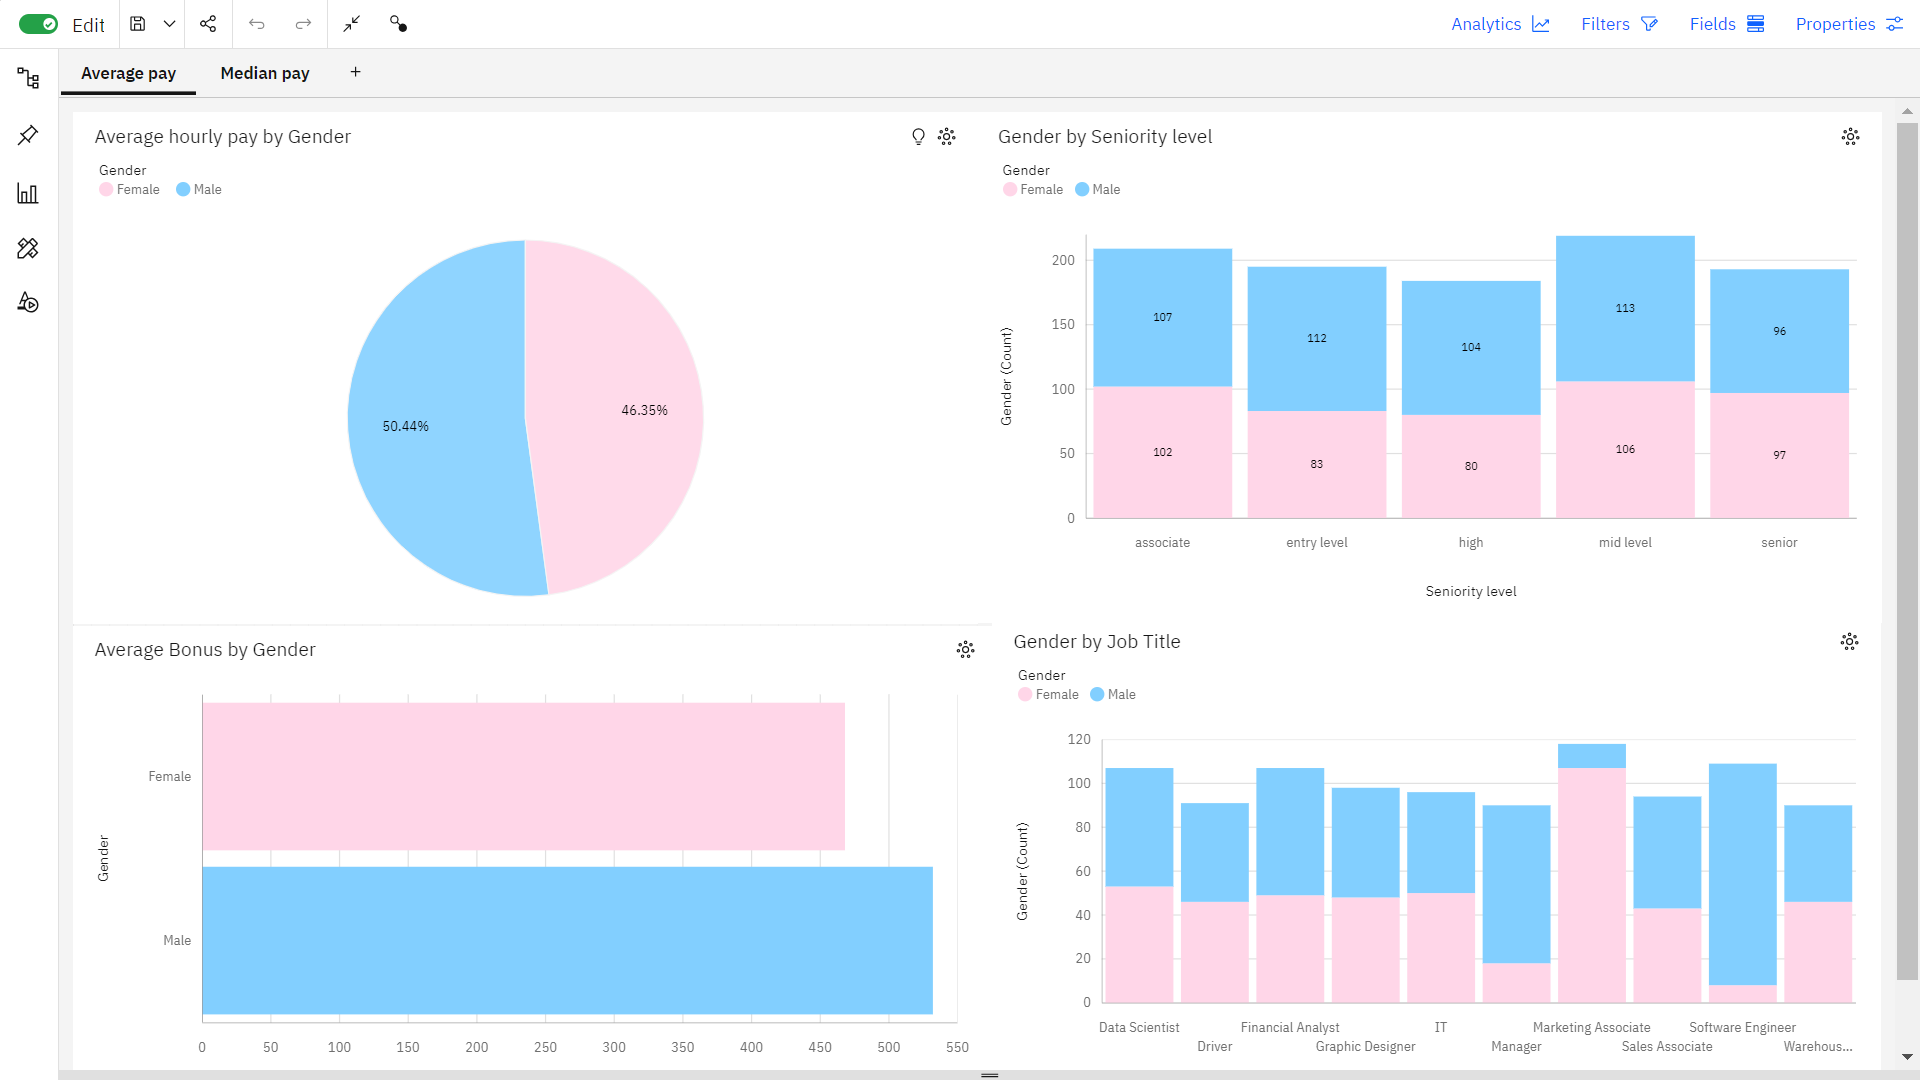 Edit
Analytics
Filters
Fields
Properties
Average pay
Median pay
+
Average hourly pay by Gender
Gender
Female
Male
50.44%
46.35%
Gender by Seniority level
Gender
Female
Male
Gender (Count)
200
150
100
50
0
107
112
104
113
96
102
83
80
106
97
associate
entry level
high
mid level
senior
Seniority level
Average Bonus by Gender
Gender
Female
Male
0
50
100
150
200
250
300
350
400
450
500
550
Gender by Job Title
Gender
Female
Male
Gender (Count)
120
100
80
60
40
20
0
Data Scientist
Driver
Financial Analyst
Graphic Designer
IT
Manager
Marketing Associate
Sales Associate
Software Engineer
Warehous...